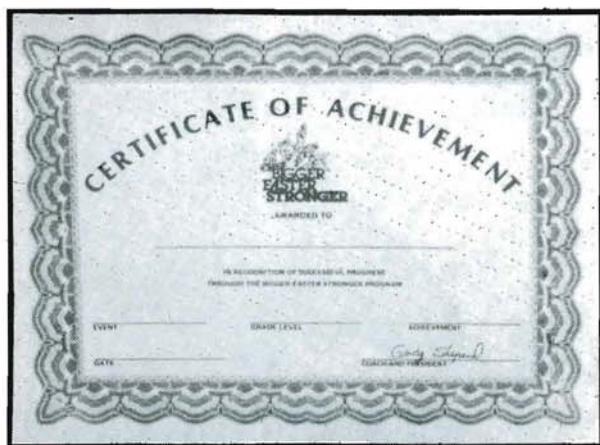 CERTIFICATE OF ACHIEVEMENT
BIGGER
FASTER
STRONGER
AWARDED TO
IN RECOGNITION OF SUCCESSFUL PROGRESS
THROUGH THE BIGGER FASTER STRONGER PROGRAM
EVENT GRADE LEVEL ACHIEVEMENT
DATE COACH AND PRESIDENT